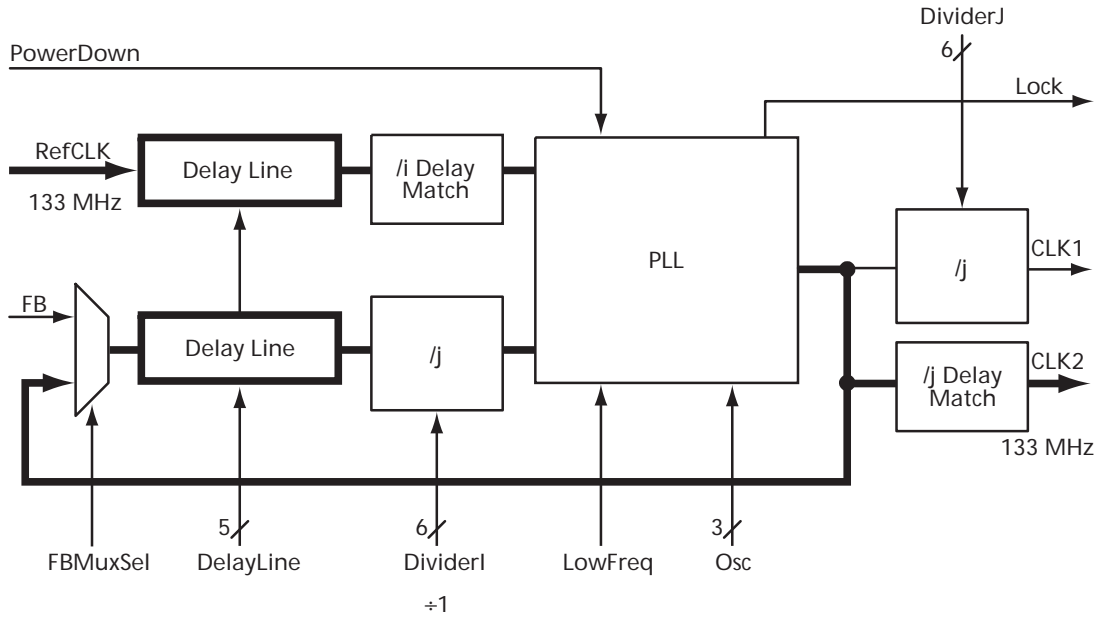 DividerJ
PowerDown
6
Lock
RefCLK
Delay Line
/i Delay
Match
133 MHz
PLL
CLK1
/j
FB
Delay Line
/j
CLK2
/j Delay
Match
133 MHz
5
6
3
FBMuxSel
DelayLine
DividerI
LowFreq
Osc
÷1